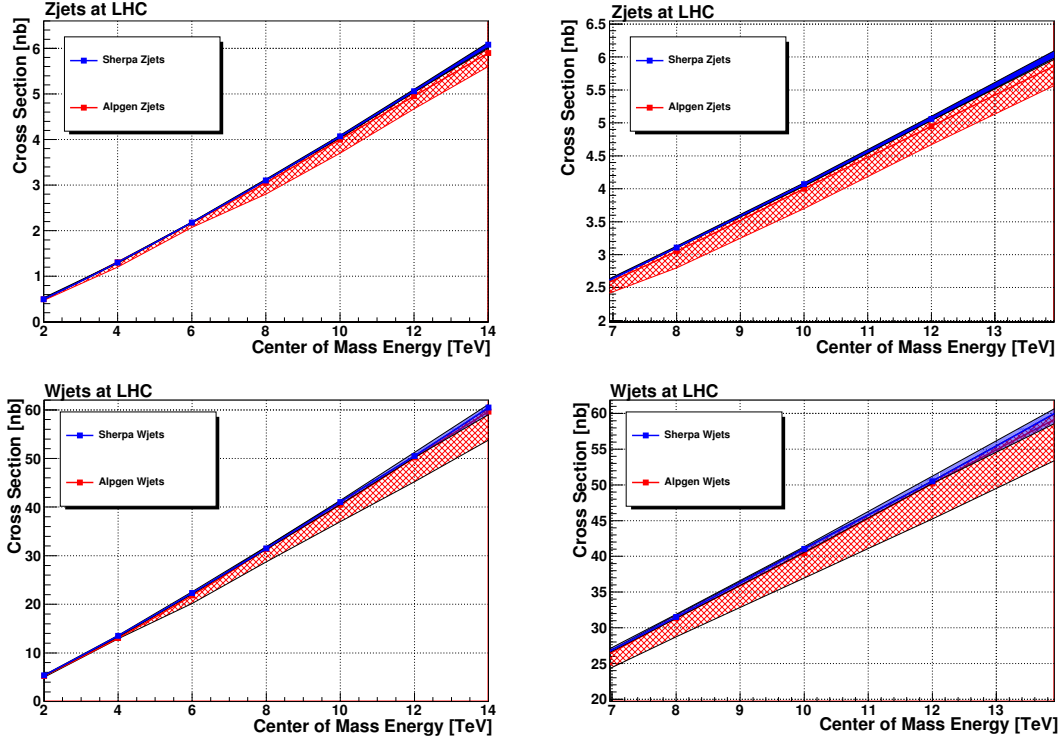 Zjets at LHC
Cross Section [nb]
6
5
4
3
2
1
0
Sherpa Zjets
Alpgen Zjets
2 4 6 8 10 12 14
Center of Mass Energy [TeV]
Zjets at LHC
Cross Section [nb]
6.5
6
5.5
5
4.5
4
3.5
3
2.5
2
Sherpa Zjets
Alpgen Zjets
7 8 9 10 11 12 13
Center of Mass Energy [TeV]
Wjets at LHC
Cross Section [nb]
60
50
40
30
20
10
0
Sherpa Wjets
Alpgen Wjets
2 4 6 8 10 12 14
Center of Mass Energy [TeV]
Wjets at LHC
Cross Section [nb]
60
55
50
45
40
35
30
25
20
Sherpa Wjets
Alpgen Wjets
7 8 9 10 11 12 13
Center of Mass Energy [TeV]